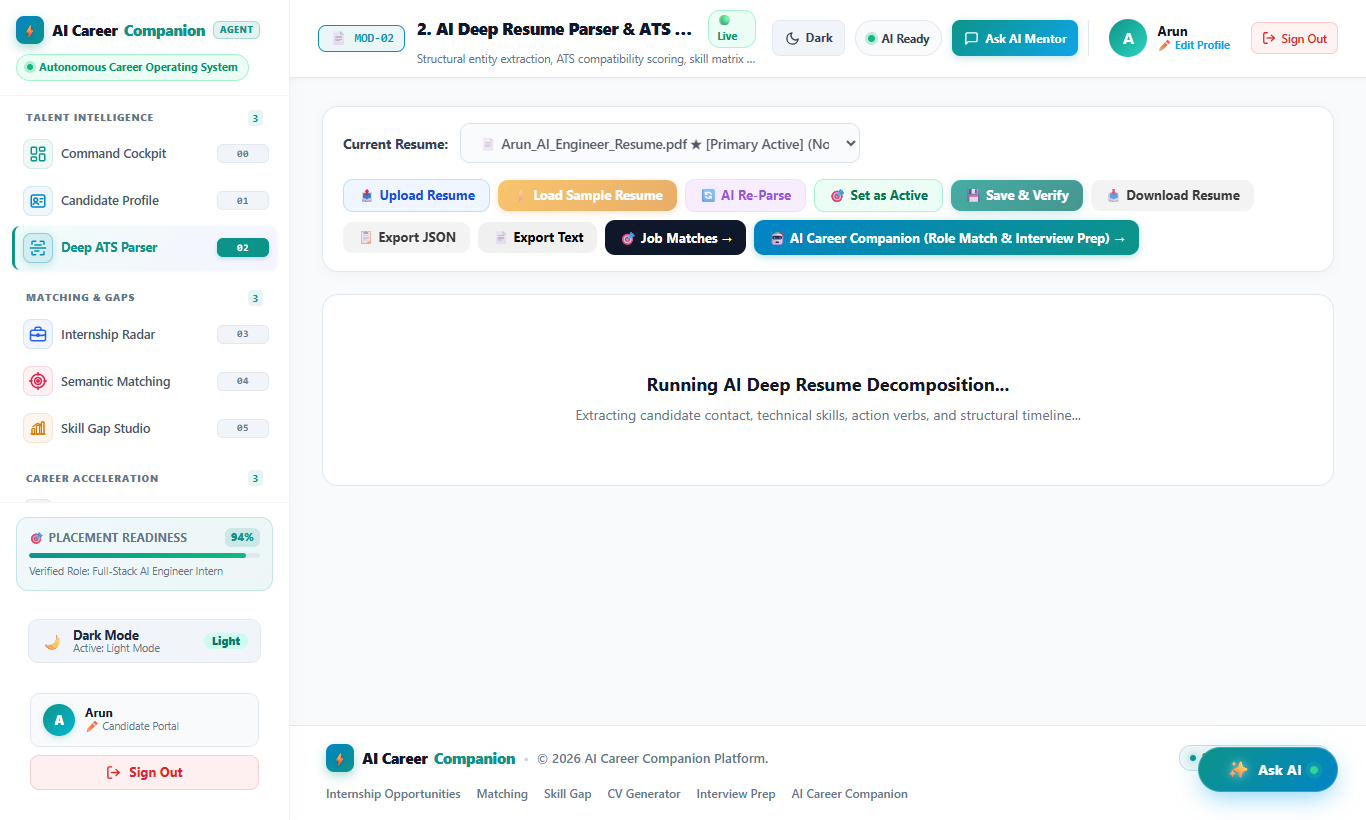 AI Career Companion AGENT
Autonomous Career Operating System
TALENT INTELLIGENCE 3
Command Cockpit 00
Candidate Profile 01
Deep ATS Parser 02
MATCHING & GAPS 3
Internship Radar 03
Semantic Matching 04
Skill Gap Studio 05
CAREER ACCELERATION 3
PLACEMENT READINESS 94%
Verified Role: Full-Stack AI Engineer Intern
Dark Mode
Active: Light Mode
Light
A
Arun
Candidate Portal
Sign Out
MOD-02
2. AI Deep Resume Parser & ATS ...
Structural entity extraction, ATS compatibility scoring, skill matrix ...
Live
Dark
AI Ready
Ask AI Mentor
A
Arun
Edit Profile
Sign Out
Current Resume: Arun_AI_Engineer_Resume.pdf ★ [Primary Active] (No
Upload Resume Load Sample Resume AI Re-Parse Set as Active Save & Verify Download Resume
Export JSON Export Text Job Matches → AI Career Companion (Role Match & Interview Prep) →
Running AI Deep Resume Decomposition...
Extracting candidate contact, technical skills, action verbs, and structural timeline...
AI Career Companion • © 2026 AI Career Companion Platform.
Internship Opportunities Matching Skill Gap CV Generator Interview Prep AI Career Companion
Ask AI